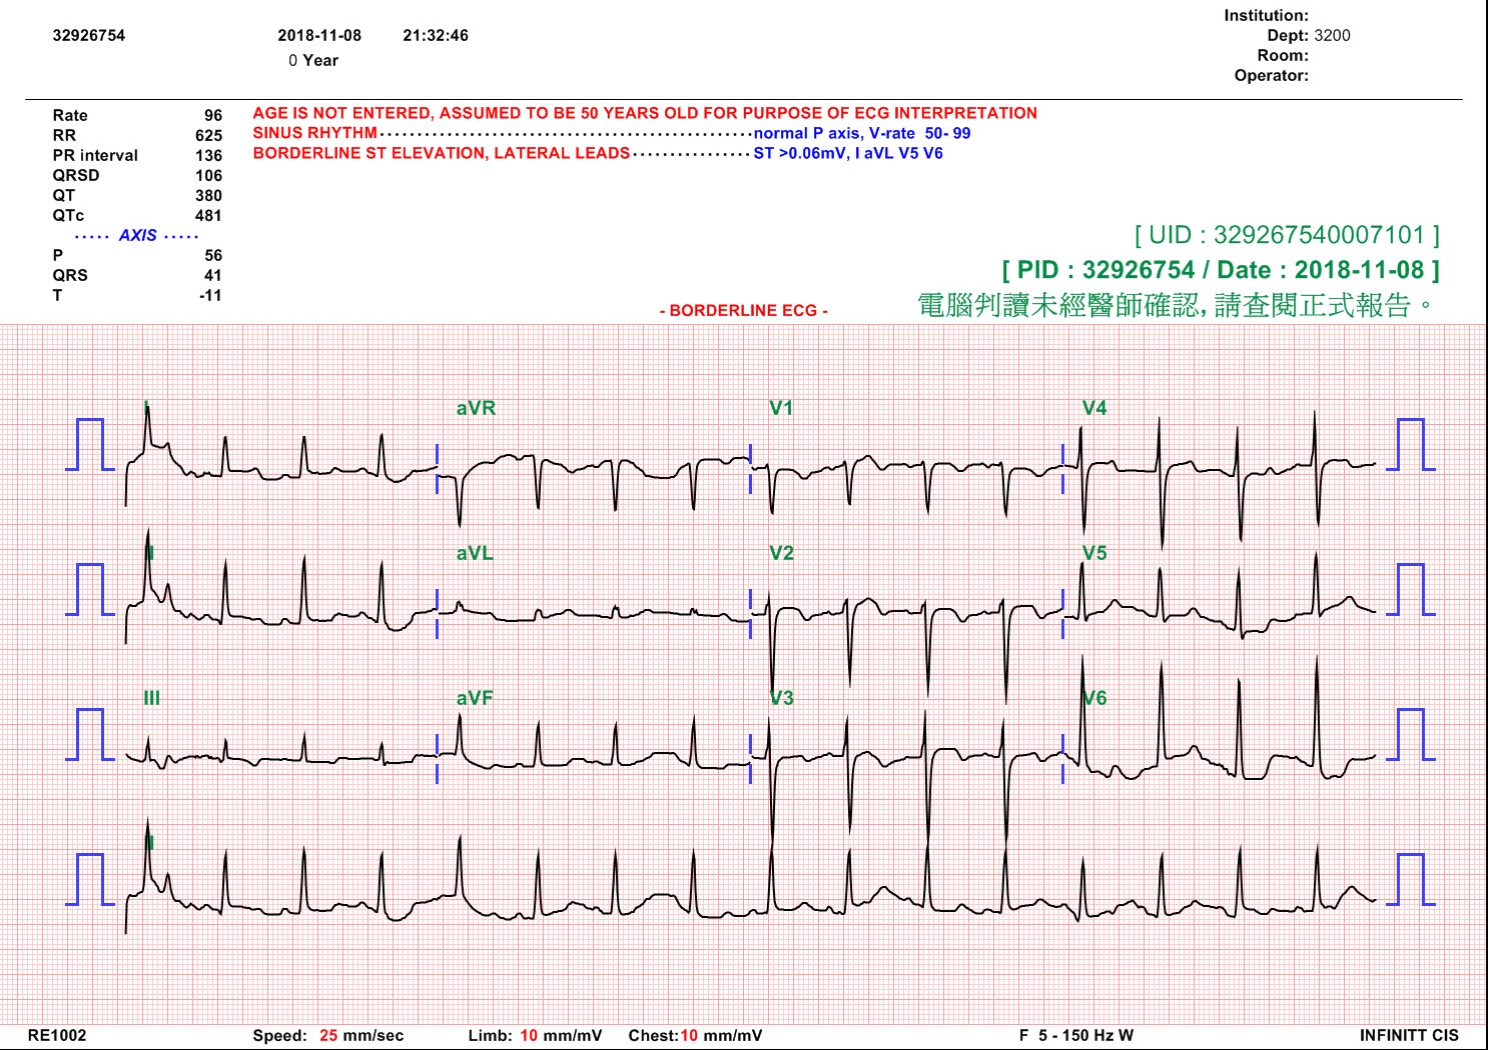 Institution:
32926754 2018-11-08 21:32:46 Dept: 3200
0 Year Room:
Operator:
Rate 96 AGE IS NOT ENTERED, ASSUMED TO BE 50 YEARS OLD FOR PURPOSE OF ECG INTERPRETATION
RR 625 SINUS RHYTHM················································normal P axis, V-rate 50- 99
PR interval 136 BORDERLINE ST ELEVATION, LATERAL LEADS················ST >0.06mV, I aVL V5 V6
QRSD 106
QT 380
QTc 481
····· AXIS ·····
P 56
QRS 41
T -11
[ UID : 329267540007101 ]
[ PID : 32926754 / Date : 2018-11-08 ]
- BORDERLINE ECG - 電腦判讀未經醫師確認, 請查閱正式報告。
I aVR V1 V4
II aVL V2 V5
III aVF V3 V6
II
RE1002 Speed: 25 mm/sec Limb: 10 mm/mV Chest:10 mm/mV F 5 - 150 Hz W INFINITT CIS